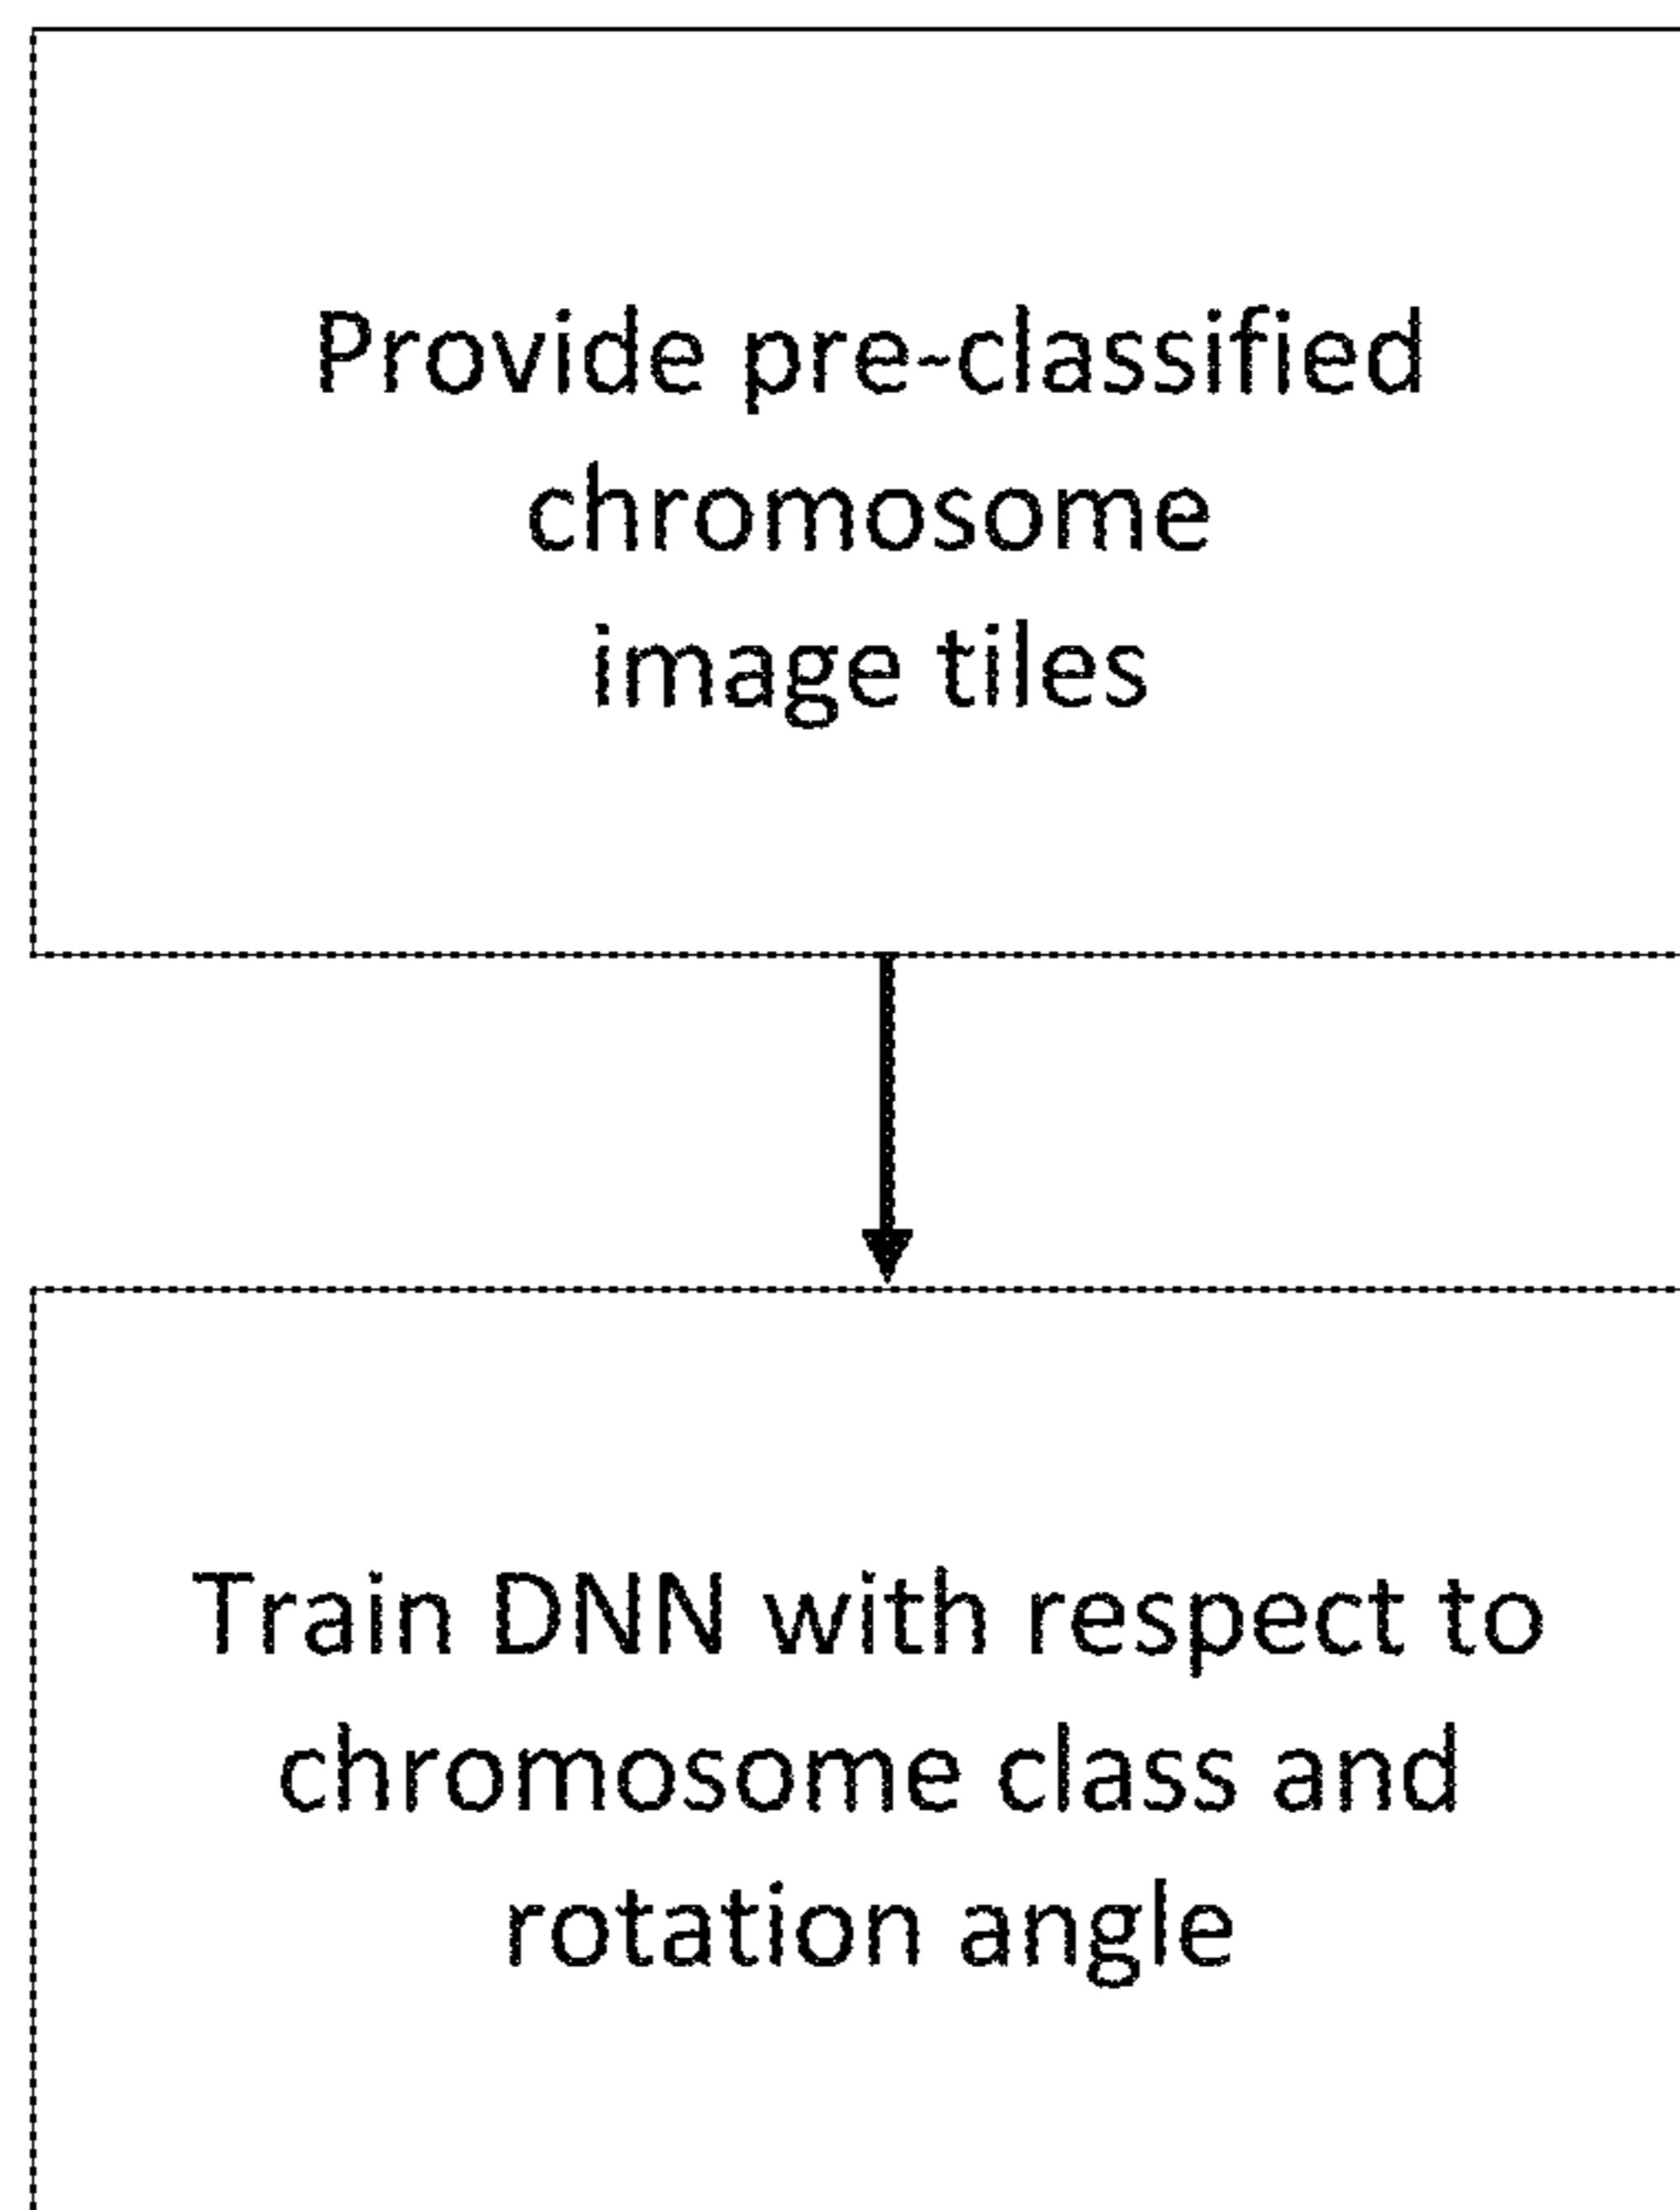 Provide pre-classified
chromosome
image tiles
Train DNN with respect to
chromosome class and
rotation angle